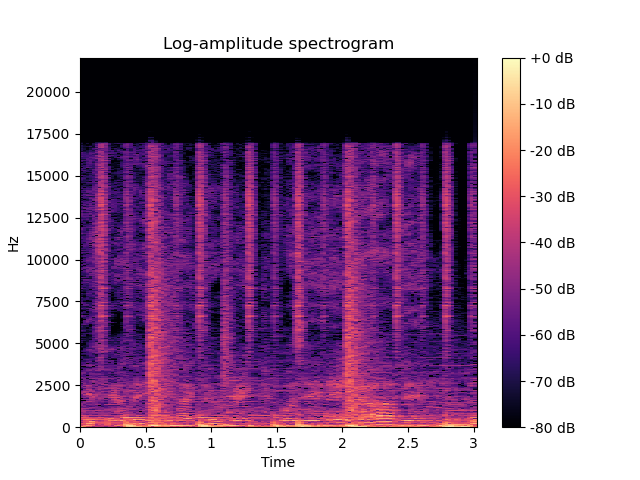 Log-amplitude spectrogram
Hz
20000
17500
15000
12500
10000
7500
5000
2500
0
0 0.5 1 1.5 2 2.5 3
Time
+0 dB
-10 dB
-20 dB
-30 dB
-40 dB
-50 dB
-60 dB
-70 dB
-80 dB